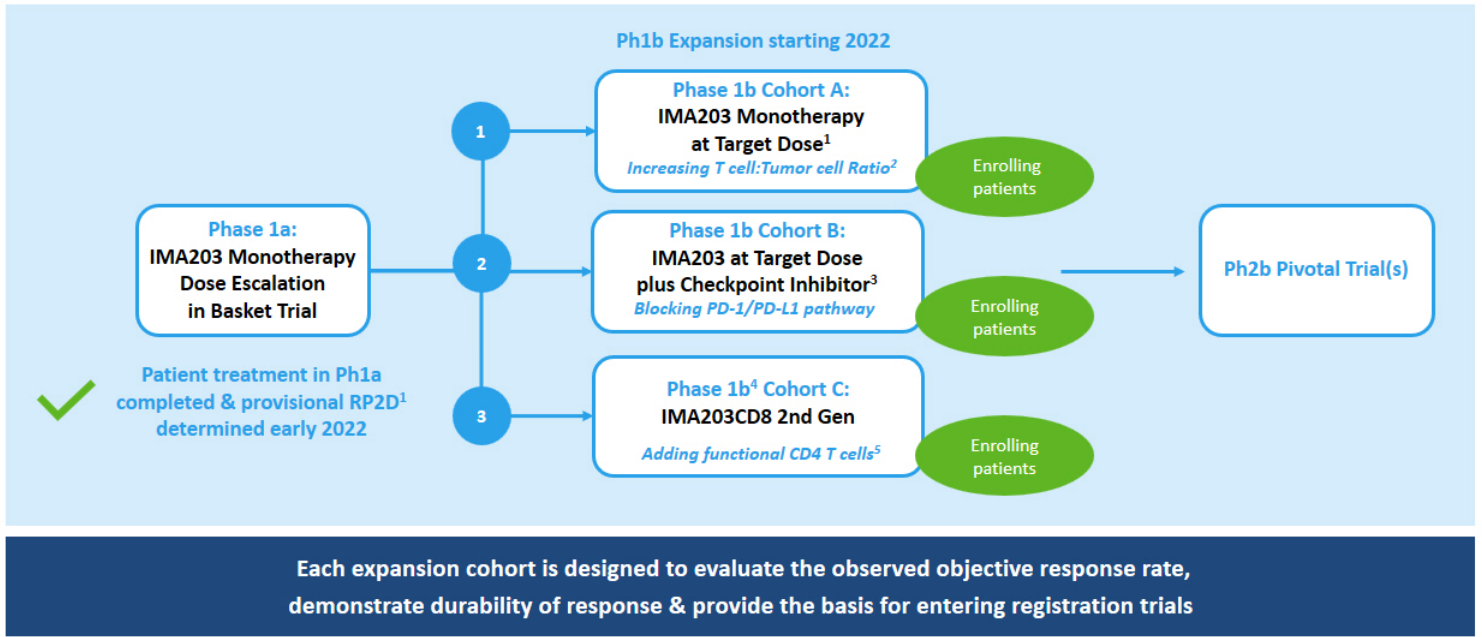 Ph1b Expansion starting 2022
1
Phase 1b Cohort A:
IMA203 Monotherapy
at Target Dose¹
Increasing T cell:Tumor cell Ratio²
Enrolling
patients
Phase 1a:
IMA203 Monotherapy
Dose Escalation
in Basket Trial
2
Phase 1b Cohort B:
IMA203 at Target Dose
plus Checkpoint Inhibitor³
Blocking PD-1/PD-L1 pathway
Enrolling
patients
Ph2b Pivotal Trial(s)
Patient treatment in Ph1a
completed & provisional RP2D¹
determined early 2022
3
Phase 1b⁴ Cohort C:
IMA203CD8 2nd Gen
Adding functional CD4 T cells⁵
Enrolling
patients
Each expansion cohort is designed to evaluate the observed objective response rate,
demonstrate durability of response & provide the basis for entering registration trials